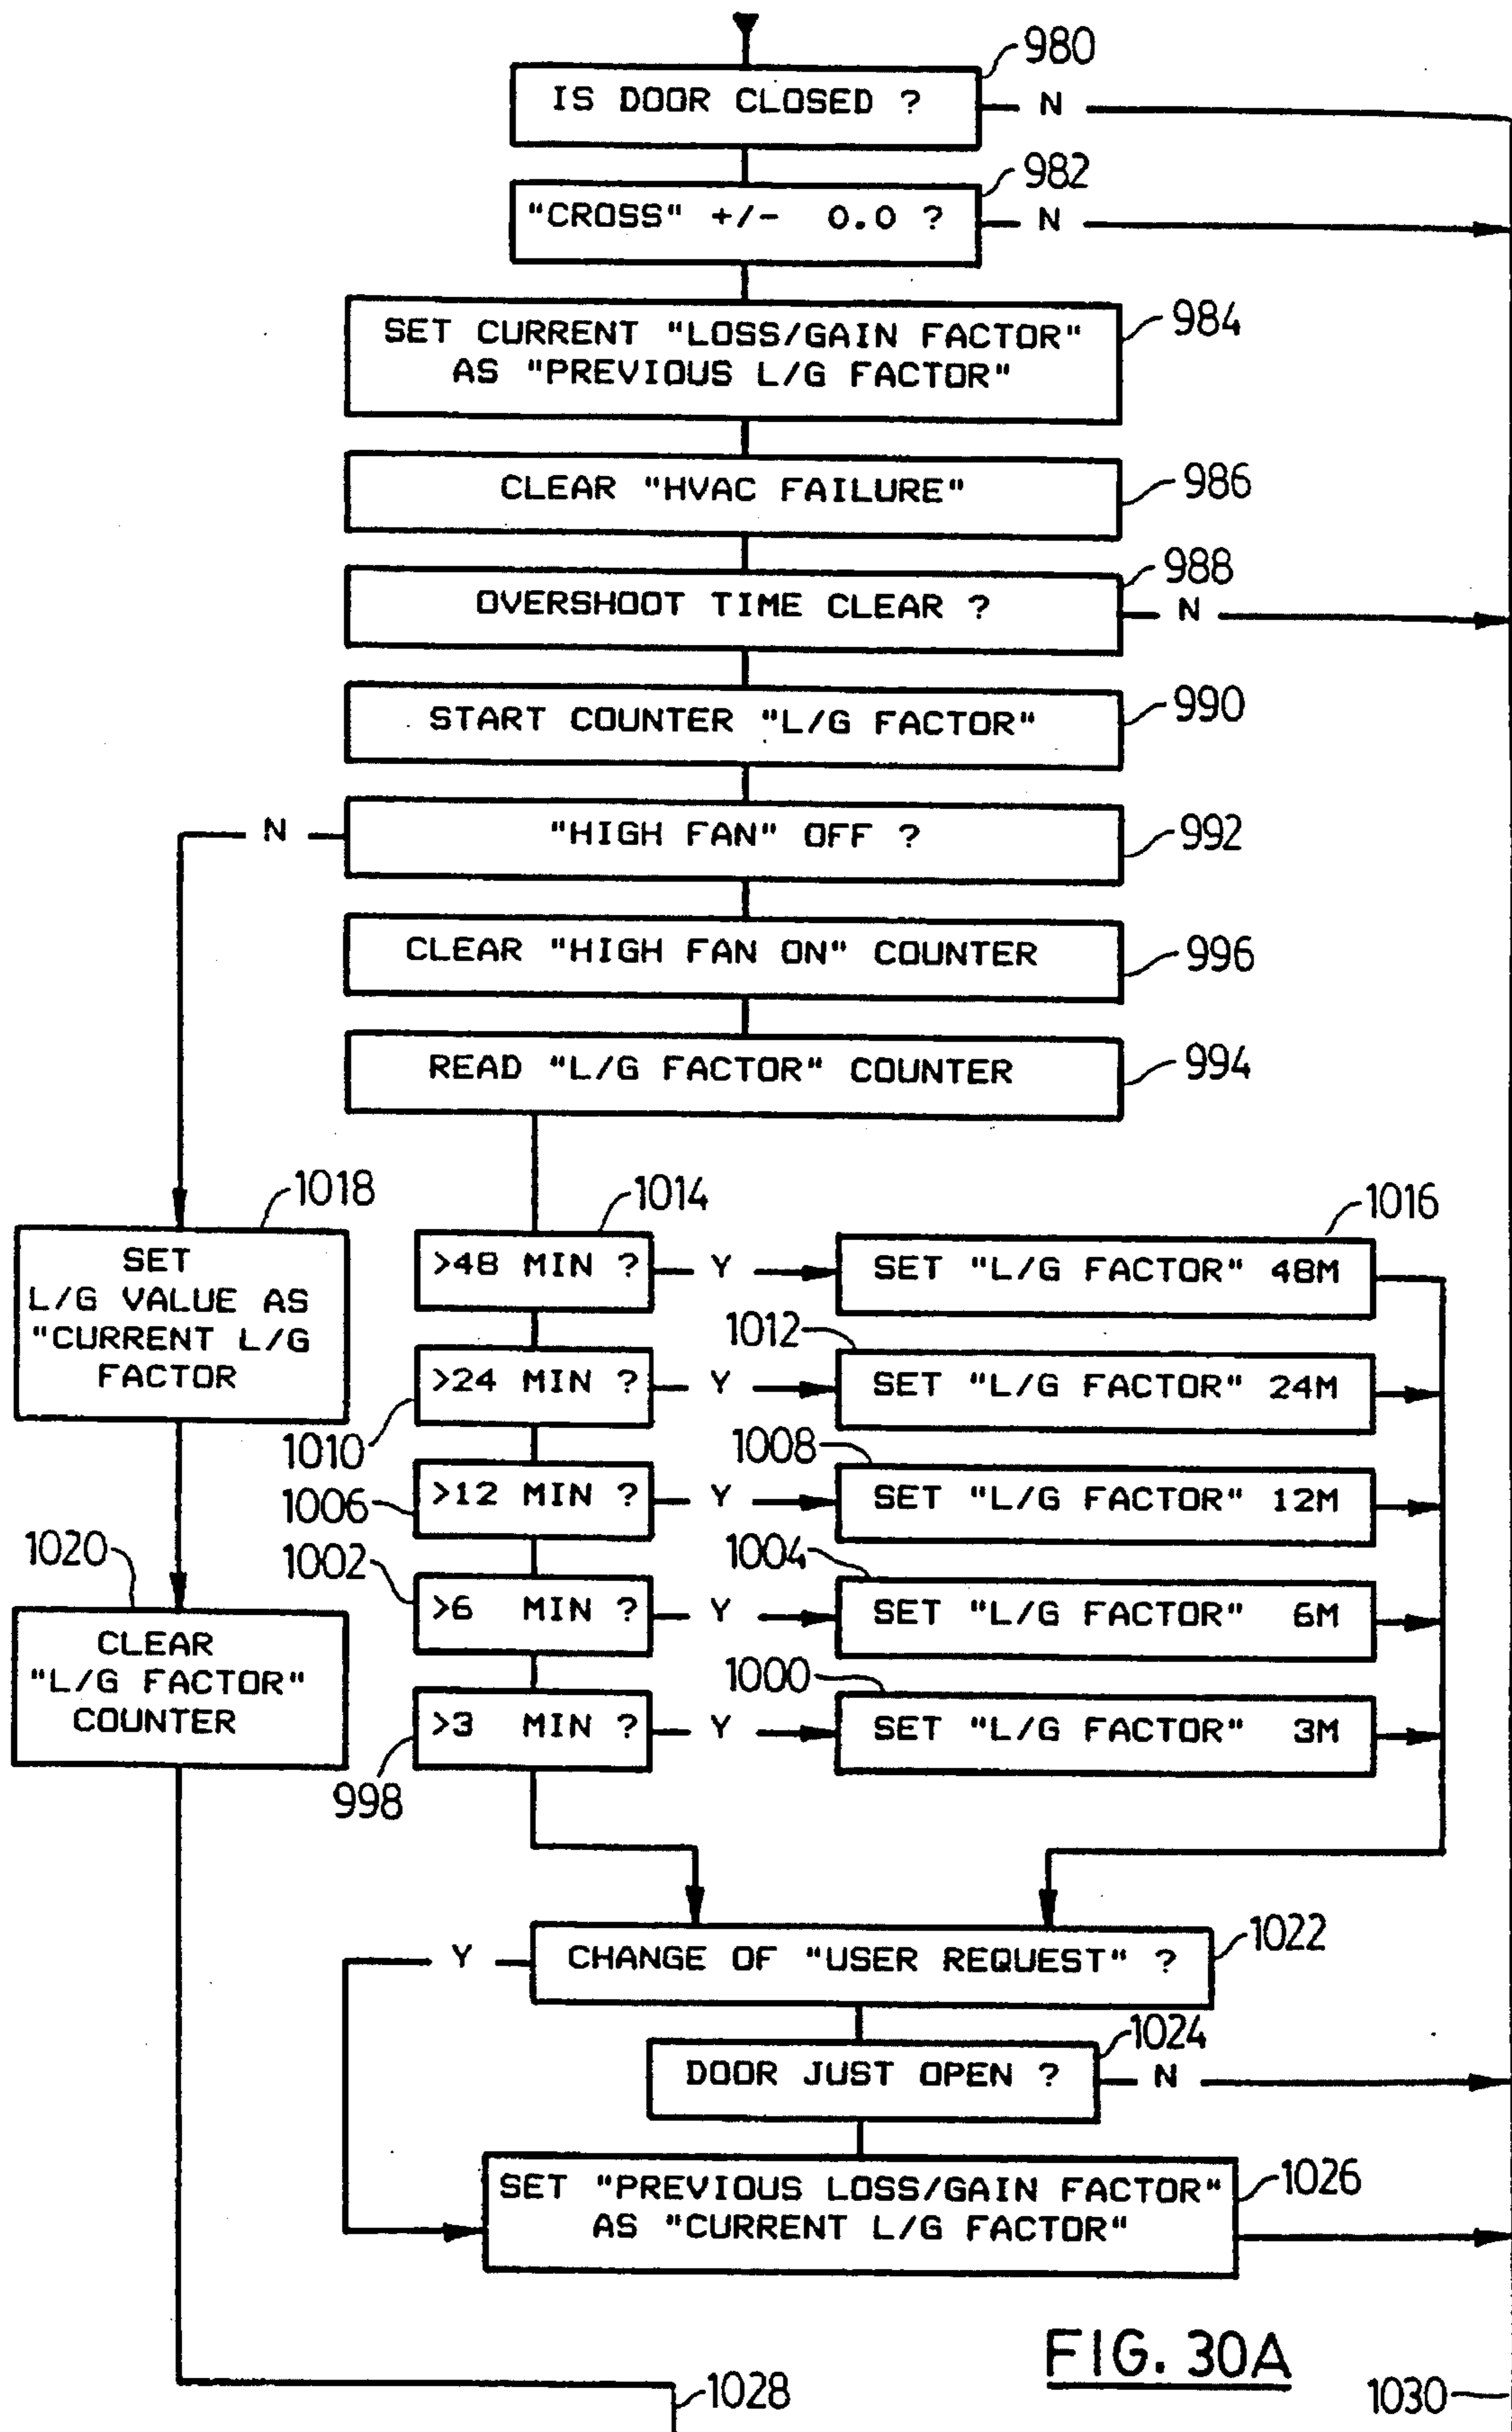 980
IS DOOR CLOSED ? N
982
"CROSS" +/- 0.0 ? N
SET CURRENT "LOSS/GAIN FACTOR"
AS "PREVIOUS L/G FACTOR"
984
CLEAR "HVAC FAILURE"
986
988
OVERSHOOT TIME CLEAR ? N
START COUNTER "L/G FACTOR"
990
N "HIGH FAN" OFF ?
992
CLEAR "HIGH FAN ON" COUNTER
996
READ "L/G FACTOR" COUNTER
994
1018
SET
L/G VALUE AS
"CURRENT L/G
FACTOR
1020
CLEAR
"L/G FACTOR"
COUNTER
1014
1016
>48 MIN ? Y SET "L/G FACTOR" 48M
1012
>24 MIN ? Y SET "L/G FACTOR" 24M
1010
1008
>12 MIN ? Y SET "L/G FACTOR" 12M
1006
1002
1004
>6 MIN ? Y SET "L/G FACTOR" 6M
1000
>3 MIN ? Y SET "L/G FACTOR" 3M
998
Y CHANGE OF "USER REQUEST" ?
1022
1024
DOOR JUST OPEN ? N
SET "PREVIOUS LOSS/GAIN FACTOR"
AS "CURRENT L/G FACTOR"
1026
FIG. 30A
1028
1030